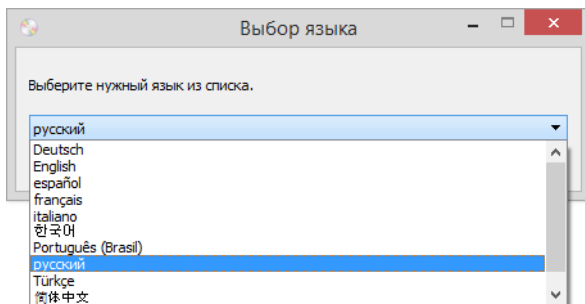 Выбор языка
Выберите нужный язык из списка.
русский
Deutsch
English
español
français
italiano
한국어
Português (Brasil)
русский
Türkçe
简体中文